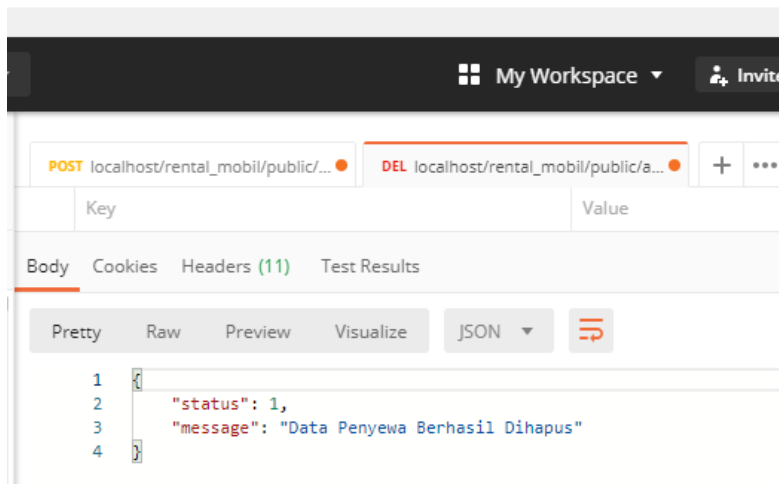 My Workspace
Invite
POST localhost/rental_mobil/public/...
DEL localhost/rental_mobil/public/a...
Key
Value
Body Cookies Headers (11) Test Results
Pretty Raw Preview Visualize JSON
1 {
2 "status": 1,
3 "message": "Data Penyewa Berhasil Dihapus"
4 }